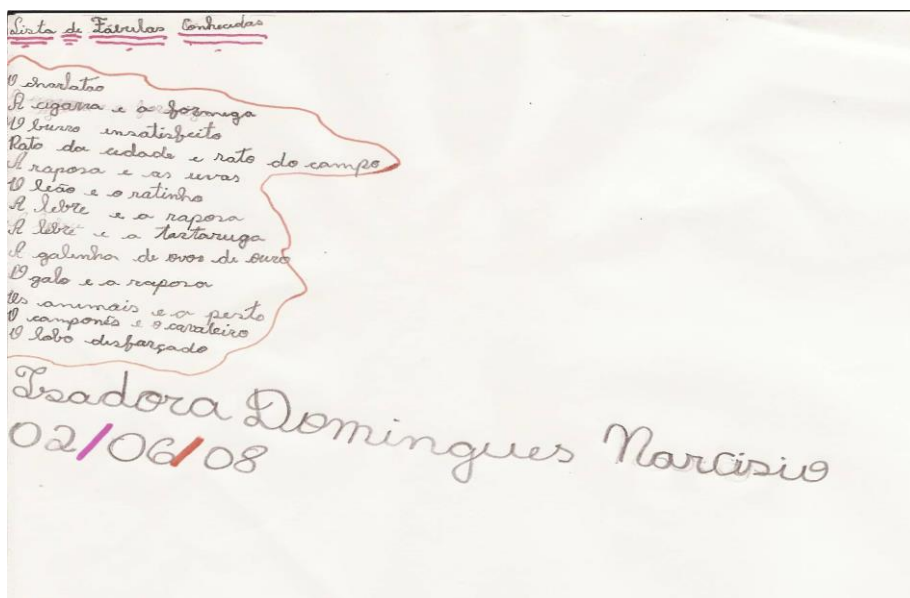 Lista de Fábulas Conhecidas
O charlatão
A cigarra e a formiga
O burro insatisfeito
Rato da cidade e rato do campo
A raposa e as uvas
O leão e o ratinho
A lebre e a raposa
A lebre e a tartaruga
A galinha de ovos de ouro
O galo e a raposa
Os animais e a peste
O camponês e o cavaleiro
O lobo disfarçado
Isadora Domingues Narcisio
02/06/08